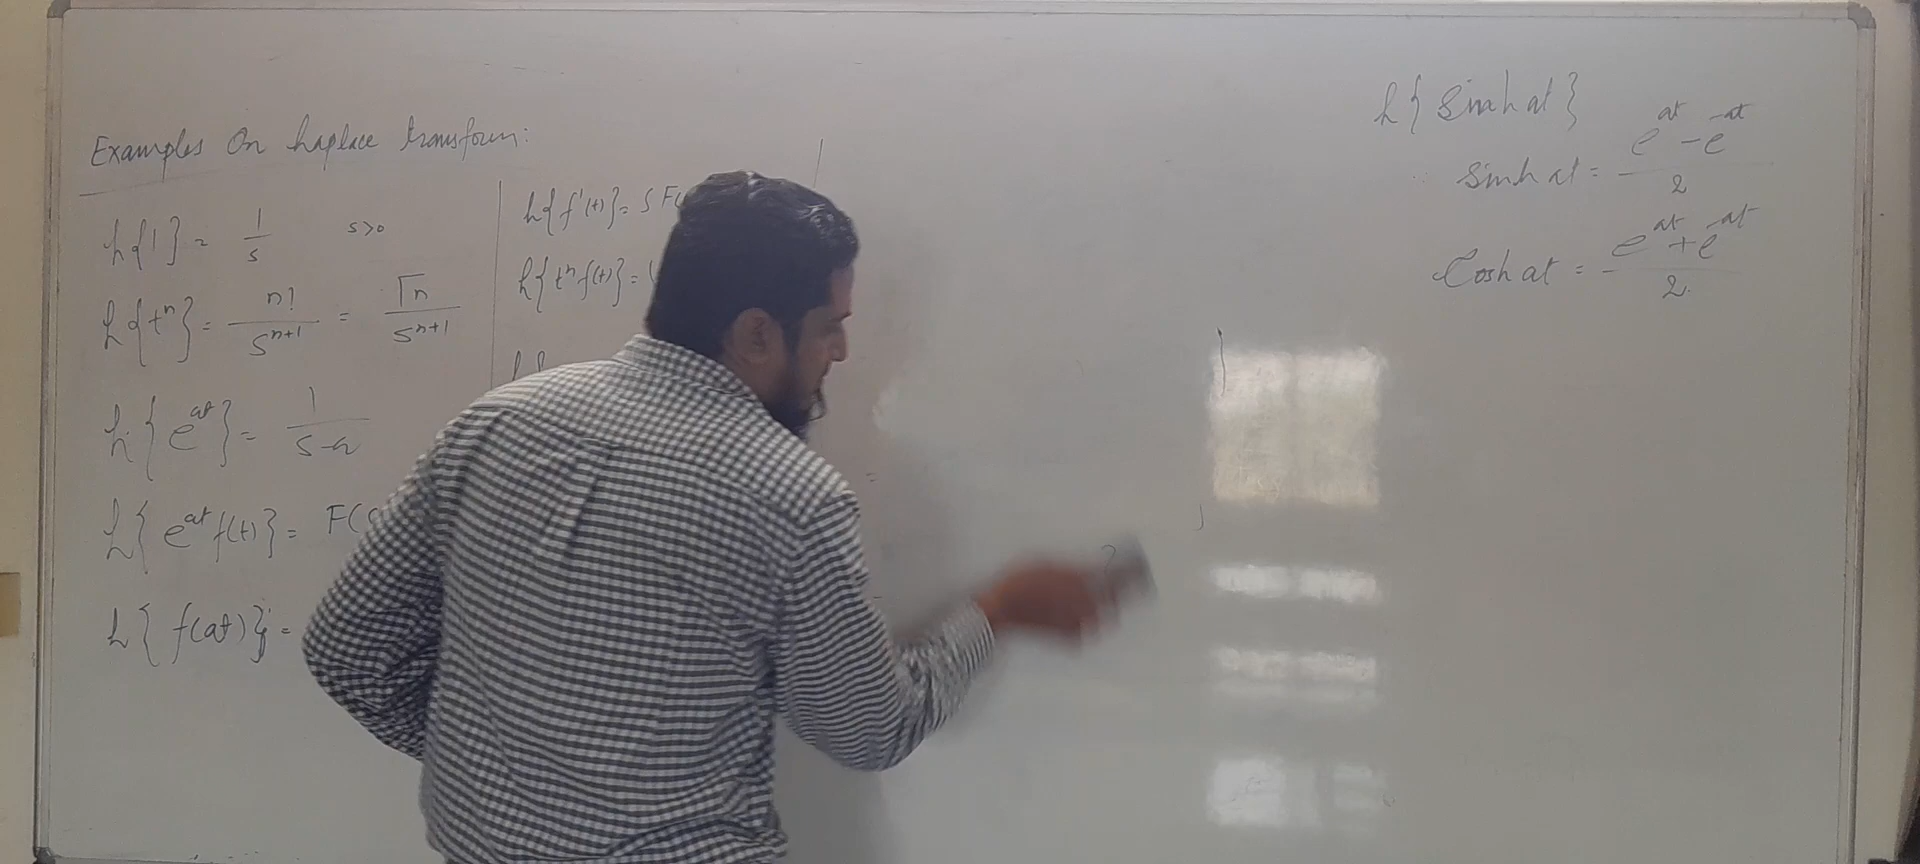 Examples On Laplace transform:
L{1} = 1/s s>0
L{t^n} = n!/s^{n+1} = Γn/s^{n+1}
L{e^{at}} = 1/s-a
L{e^{at} f(t)} = F(
L{f(at)} =
L{f'(t)} = S F(
L{t^n f(t)} = (
L{Sinh at}
Sinh at = e^{at} - e^{-at}/2
Cosh at = e^{at} + e^{-at}/2.